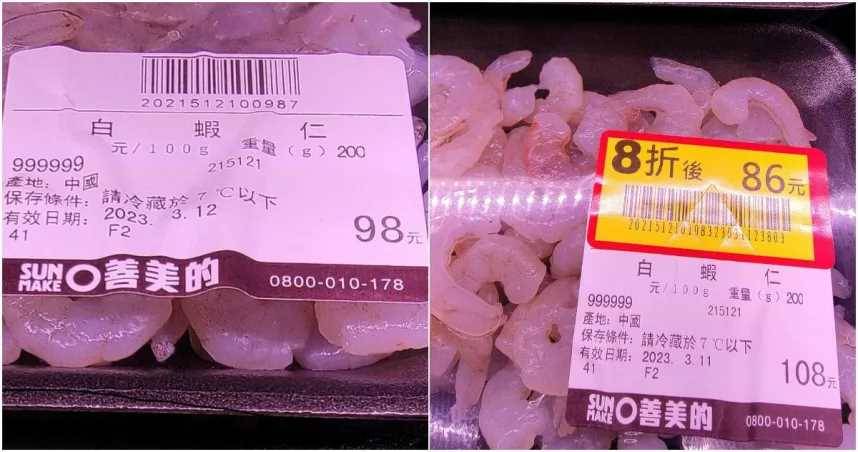 2021512100987
白 蝦 仁
元/100g 重量(g) 200
215121
999999
產地: 中國
保存條件: 請冷藏於 7℃以下
有效日期: 2023. 3.12
41 F2
98元
SUN MAKE 善美的
0800-010-178
8折後 86元
白 蝦 仁
元/100g 重量(g) 200
215121
999999
產地: 中國
保存條件: 請冷藏於 7℃以下
有效日期: 2023. 3.11
41 F2
108元
SUN MAKE 善美的
0800-010-178